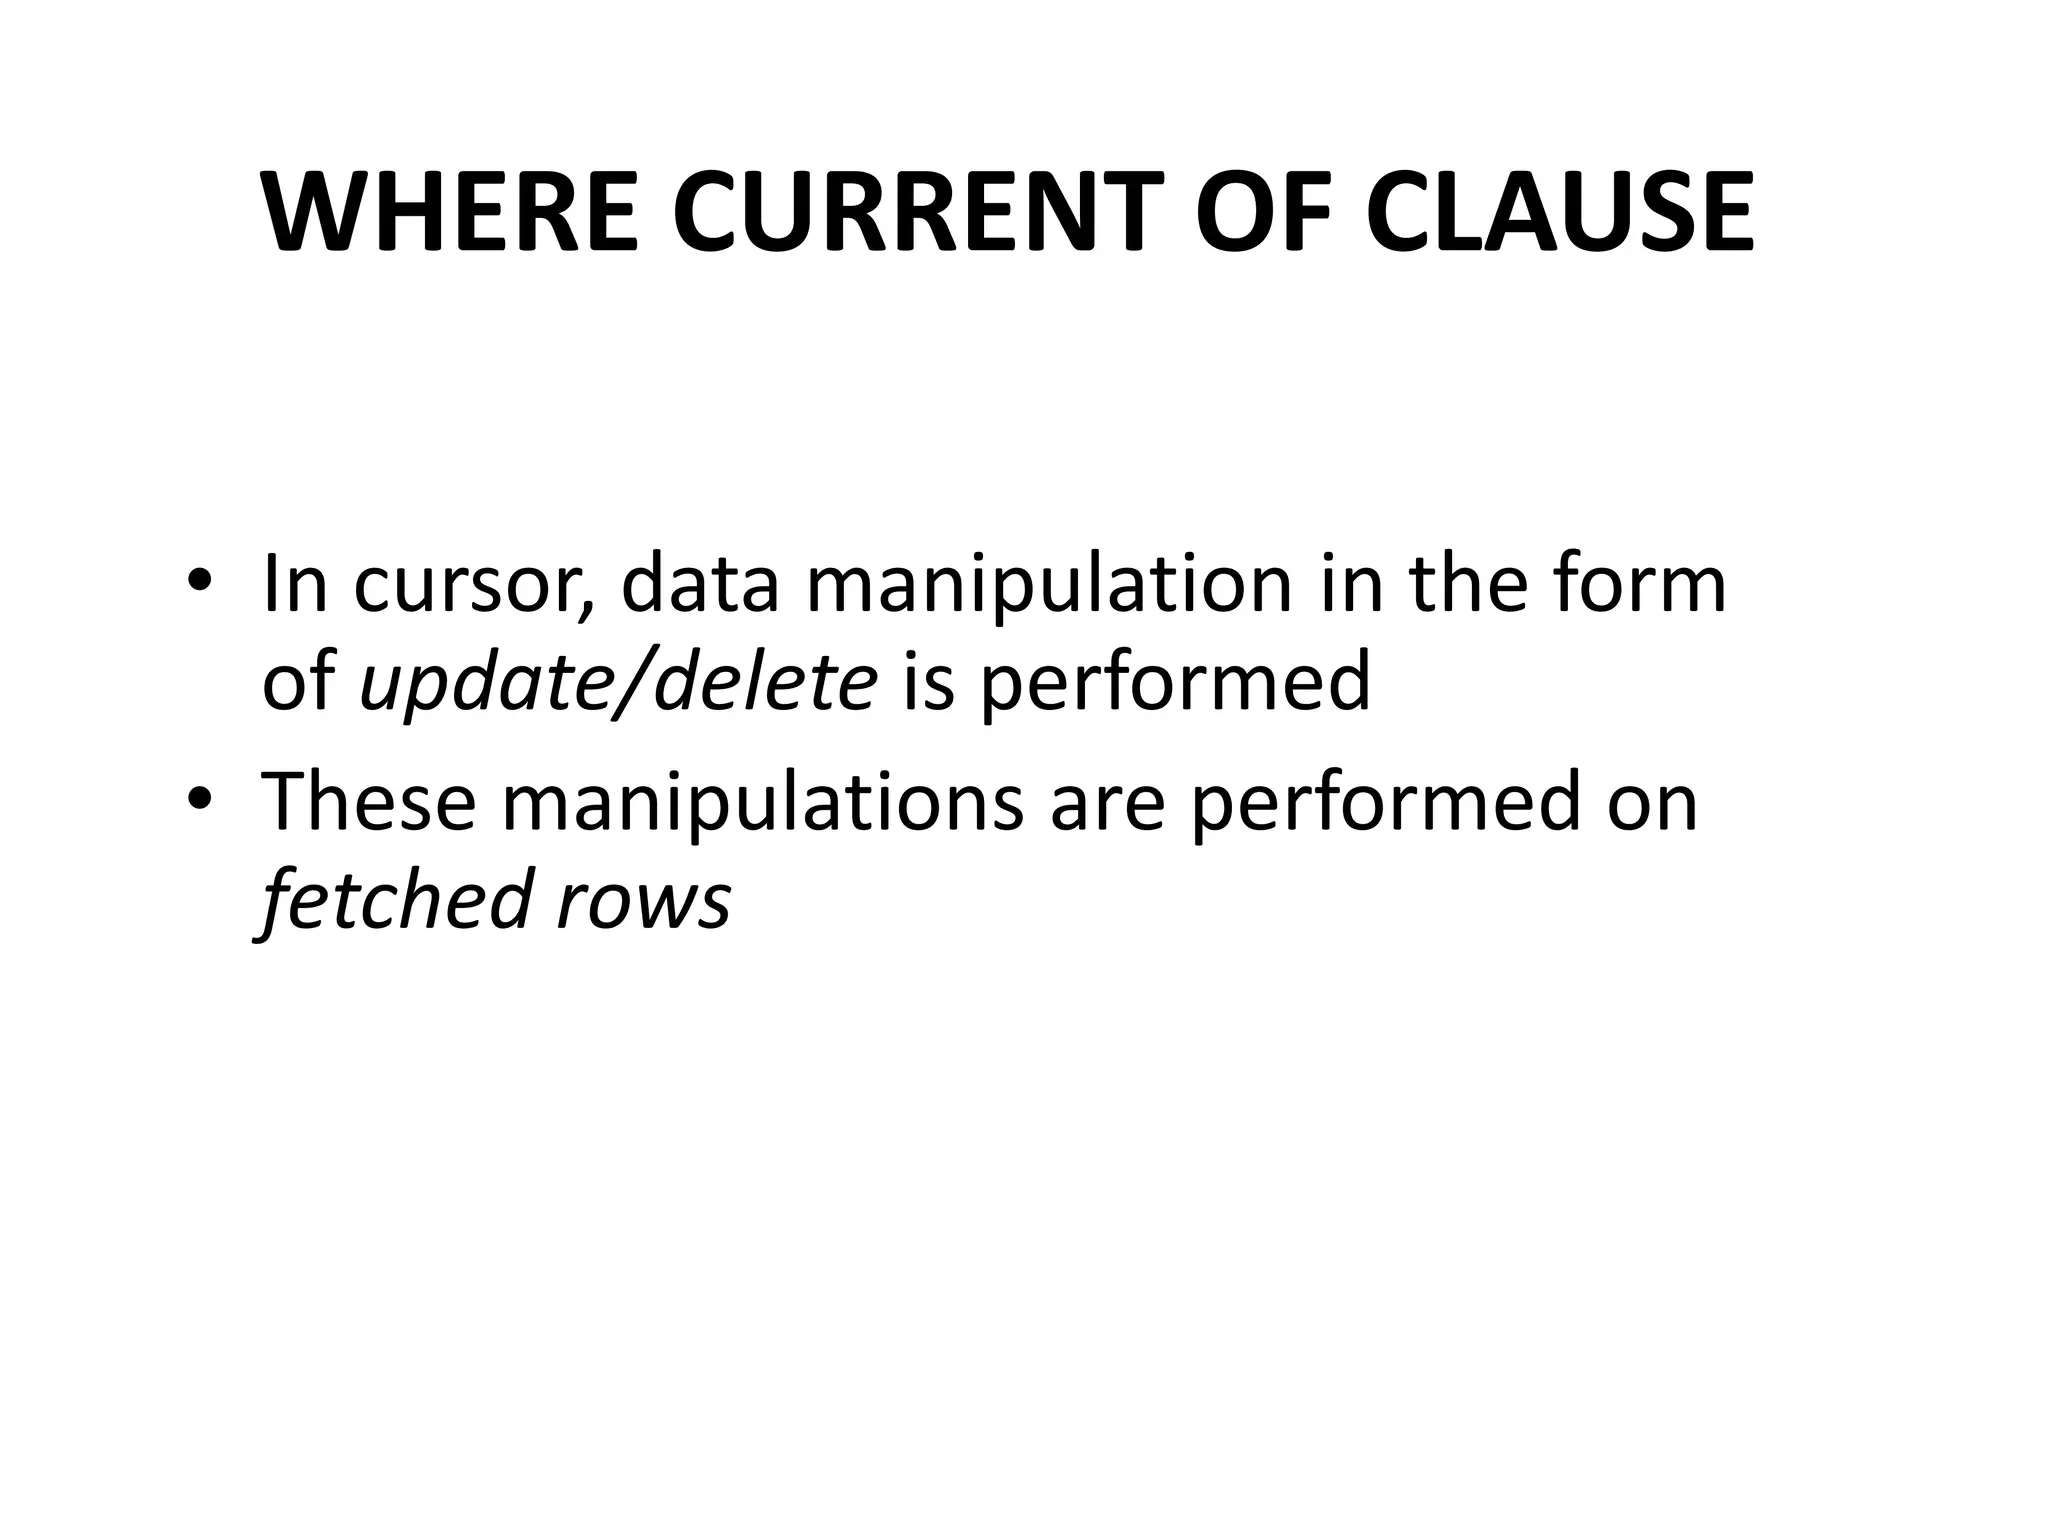 WHERE CURRENT OF CLAUSE
• In cursor, data manipulation in the form
of update/delete is performed
• These manipulations are performed on
fetched rows